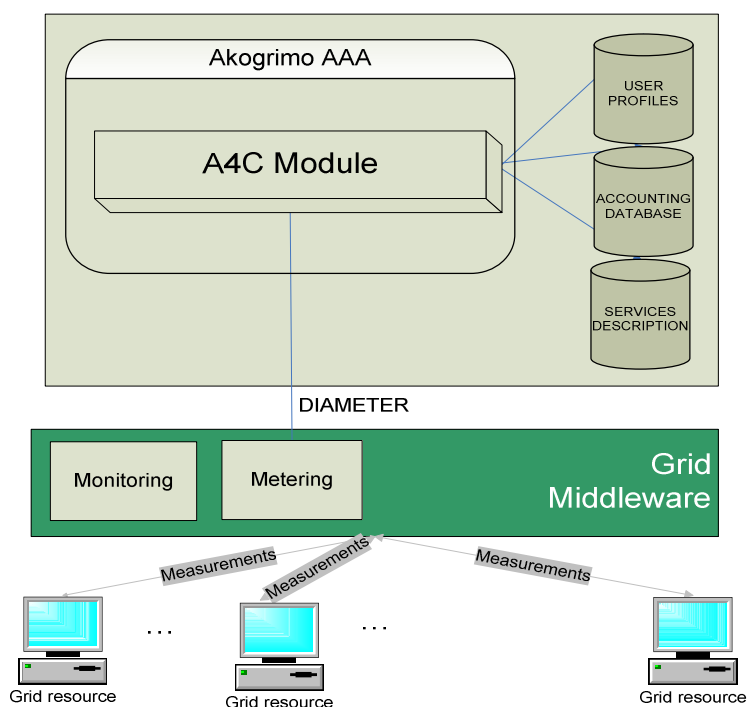 Akogrimo AAA
A4C Module
USER
PROFILES
ACCOUNTING
DATABASE
SERVICES
DESCRIPTION
DIAMETER
Monitoring
Metering
Grid
Middleware
Measurements
Measurements
Measurements
...
...
Grid resource
Grid resource
Grid resource